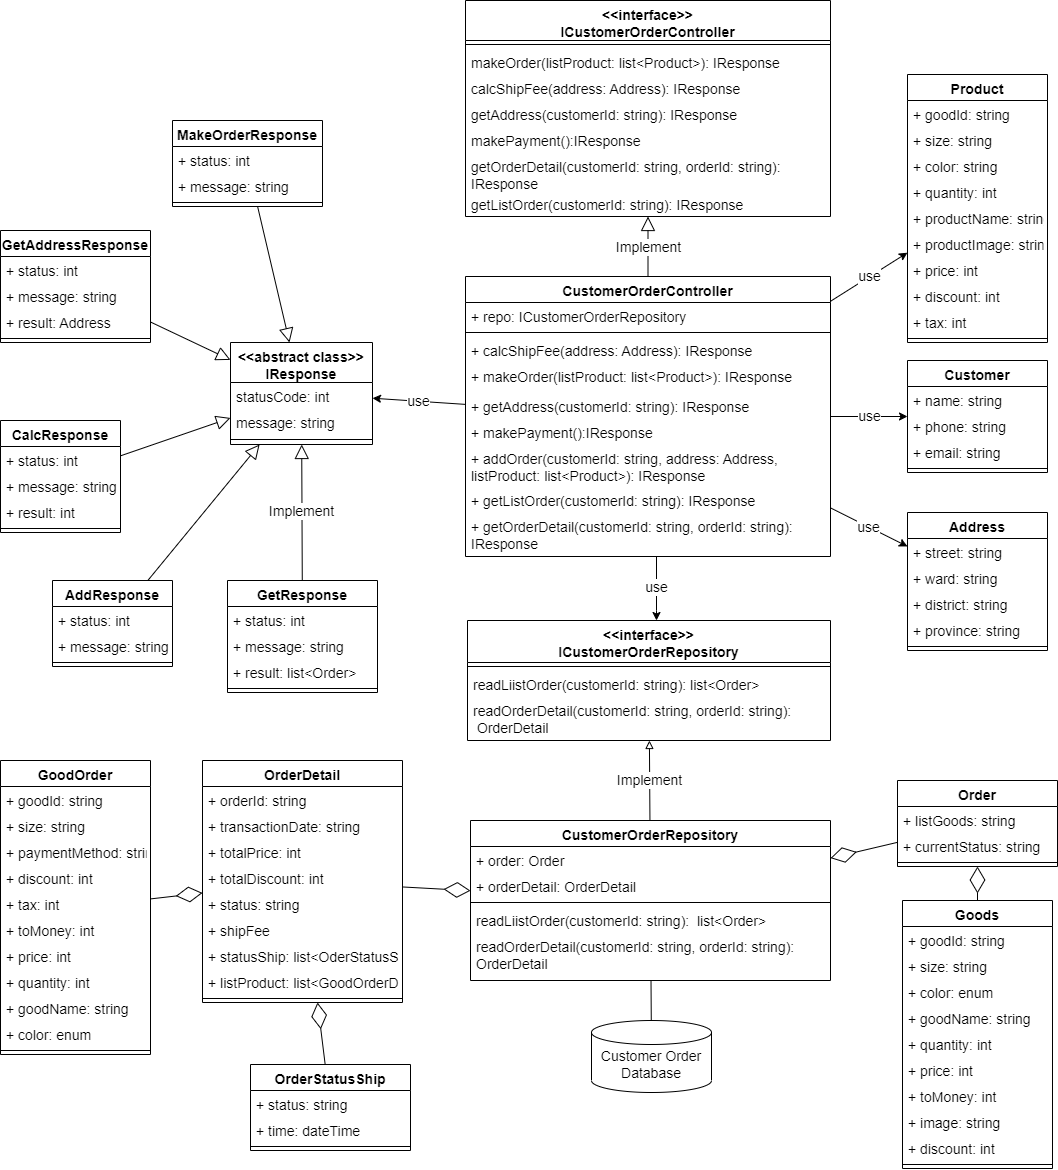 <<interface>>
ICustomerOrderController
makeOrder(listProduct: list<Product>): IResponse
calcShipFee(address: Address): IResponse
getAddress(customerId: string): IResponse
makePayment():IResponse
getOrderDetail(customerId: string, orderId: string):
IResponse
getListOrder(customerId: string): IResponse
Product
+ goodId: string
+ size: string
+ color: string
+ quantity: int
+ productName: strin
+ productImage: strin
+ price: int
+ discount: int
+ tax: int
MakeOrderResponse
+ status: int
+ message: string
GetAddressResponse
+ status: int
+ message: string
+ result: Address
Implement
use
CustomerOrderController
+ repo: ICustomerOrderRepository
+ calcShipFee(address: Address): IResponse
+ makeOrder(listProduct: list<Product>): IResponse
+ getAddress(customerId: string): IResponse
+ makePayment():IResponse
+ addOrder(customerId: string, address: Address,
listProduct: list<Product>): IResponse
+ getListOrder(customerId: string): IResponse
+ getOrderDetail(customerId: string, orderId: string):
IResponse
<<abstract class>>
IResponse
statusCode: int
message: string
use
use
Customer
+ name: string
+ phone: string
+ email: string
CalcResponse
+ status: int
+ message: string
+ result: int
Implement
use
Address
+ street: string
+ ward: string
+ district: string
+ province: string
AddResponse
+ status: int
+ message: string
GetResponse
+ status: int
+ message: string
+ result: list<Order>
use
<<interface>>
ICustomerOrderRepository
readLiistOrder(customerId: string): list<Order>
readOrderDetail(customerId: string, orderId: string):
OrderDetail
Implement
GoodOrder
+ goodId: string
+ size: string
+ paymentMethod: stri
+ discount: int
+ tax: int
+ toMoney: int
+ price: int
+ quantity: int
+ goodName: string
+ color: enum
OrderDetail
+ orderId: string
+ transactionDate: string
+ totalPrice: int
+ totalDiscount: int
+ status: string
+ shipFee
+ statusShip: list<OderStatusS
+ listProduct: list<GoodOrderD
CustomerOrderRepository
+ order: Order
+ orderDetail: OrderDetail
readLiistOrder(customerId: string): list<Order>
readOrderDetail(customerId: string, orderId: string):
OrderDetail
Order
+ listGoods: string
+ currentStatus: string
Goods
+ goodId: string
+ size: string
+ color: enum
+ goodName: string
+ quantity: int
+ price: int
+ toMoney: int
+ image: string
+ discount: int
Customer Order
Database
OrderStatusShip
+ status: string
+ time: dateTime